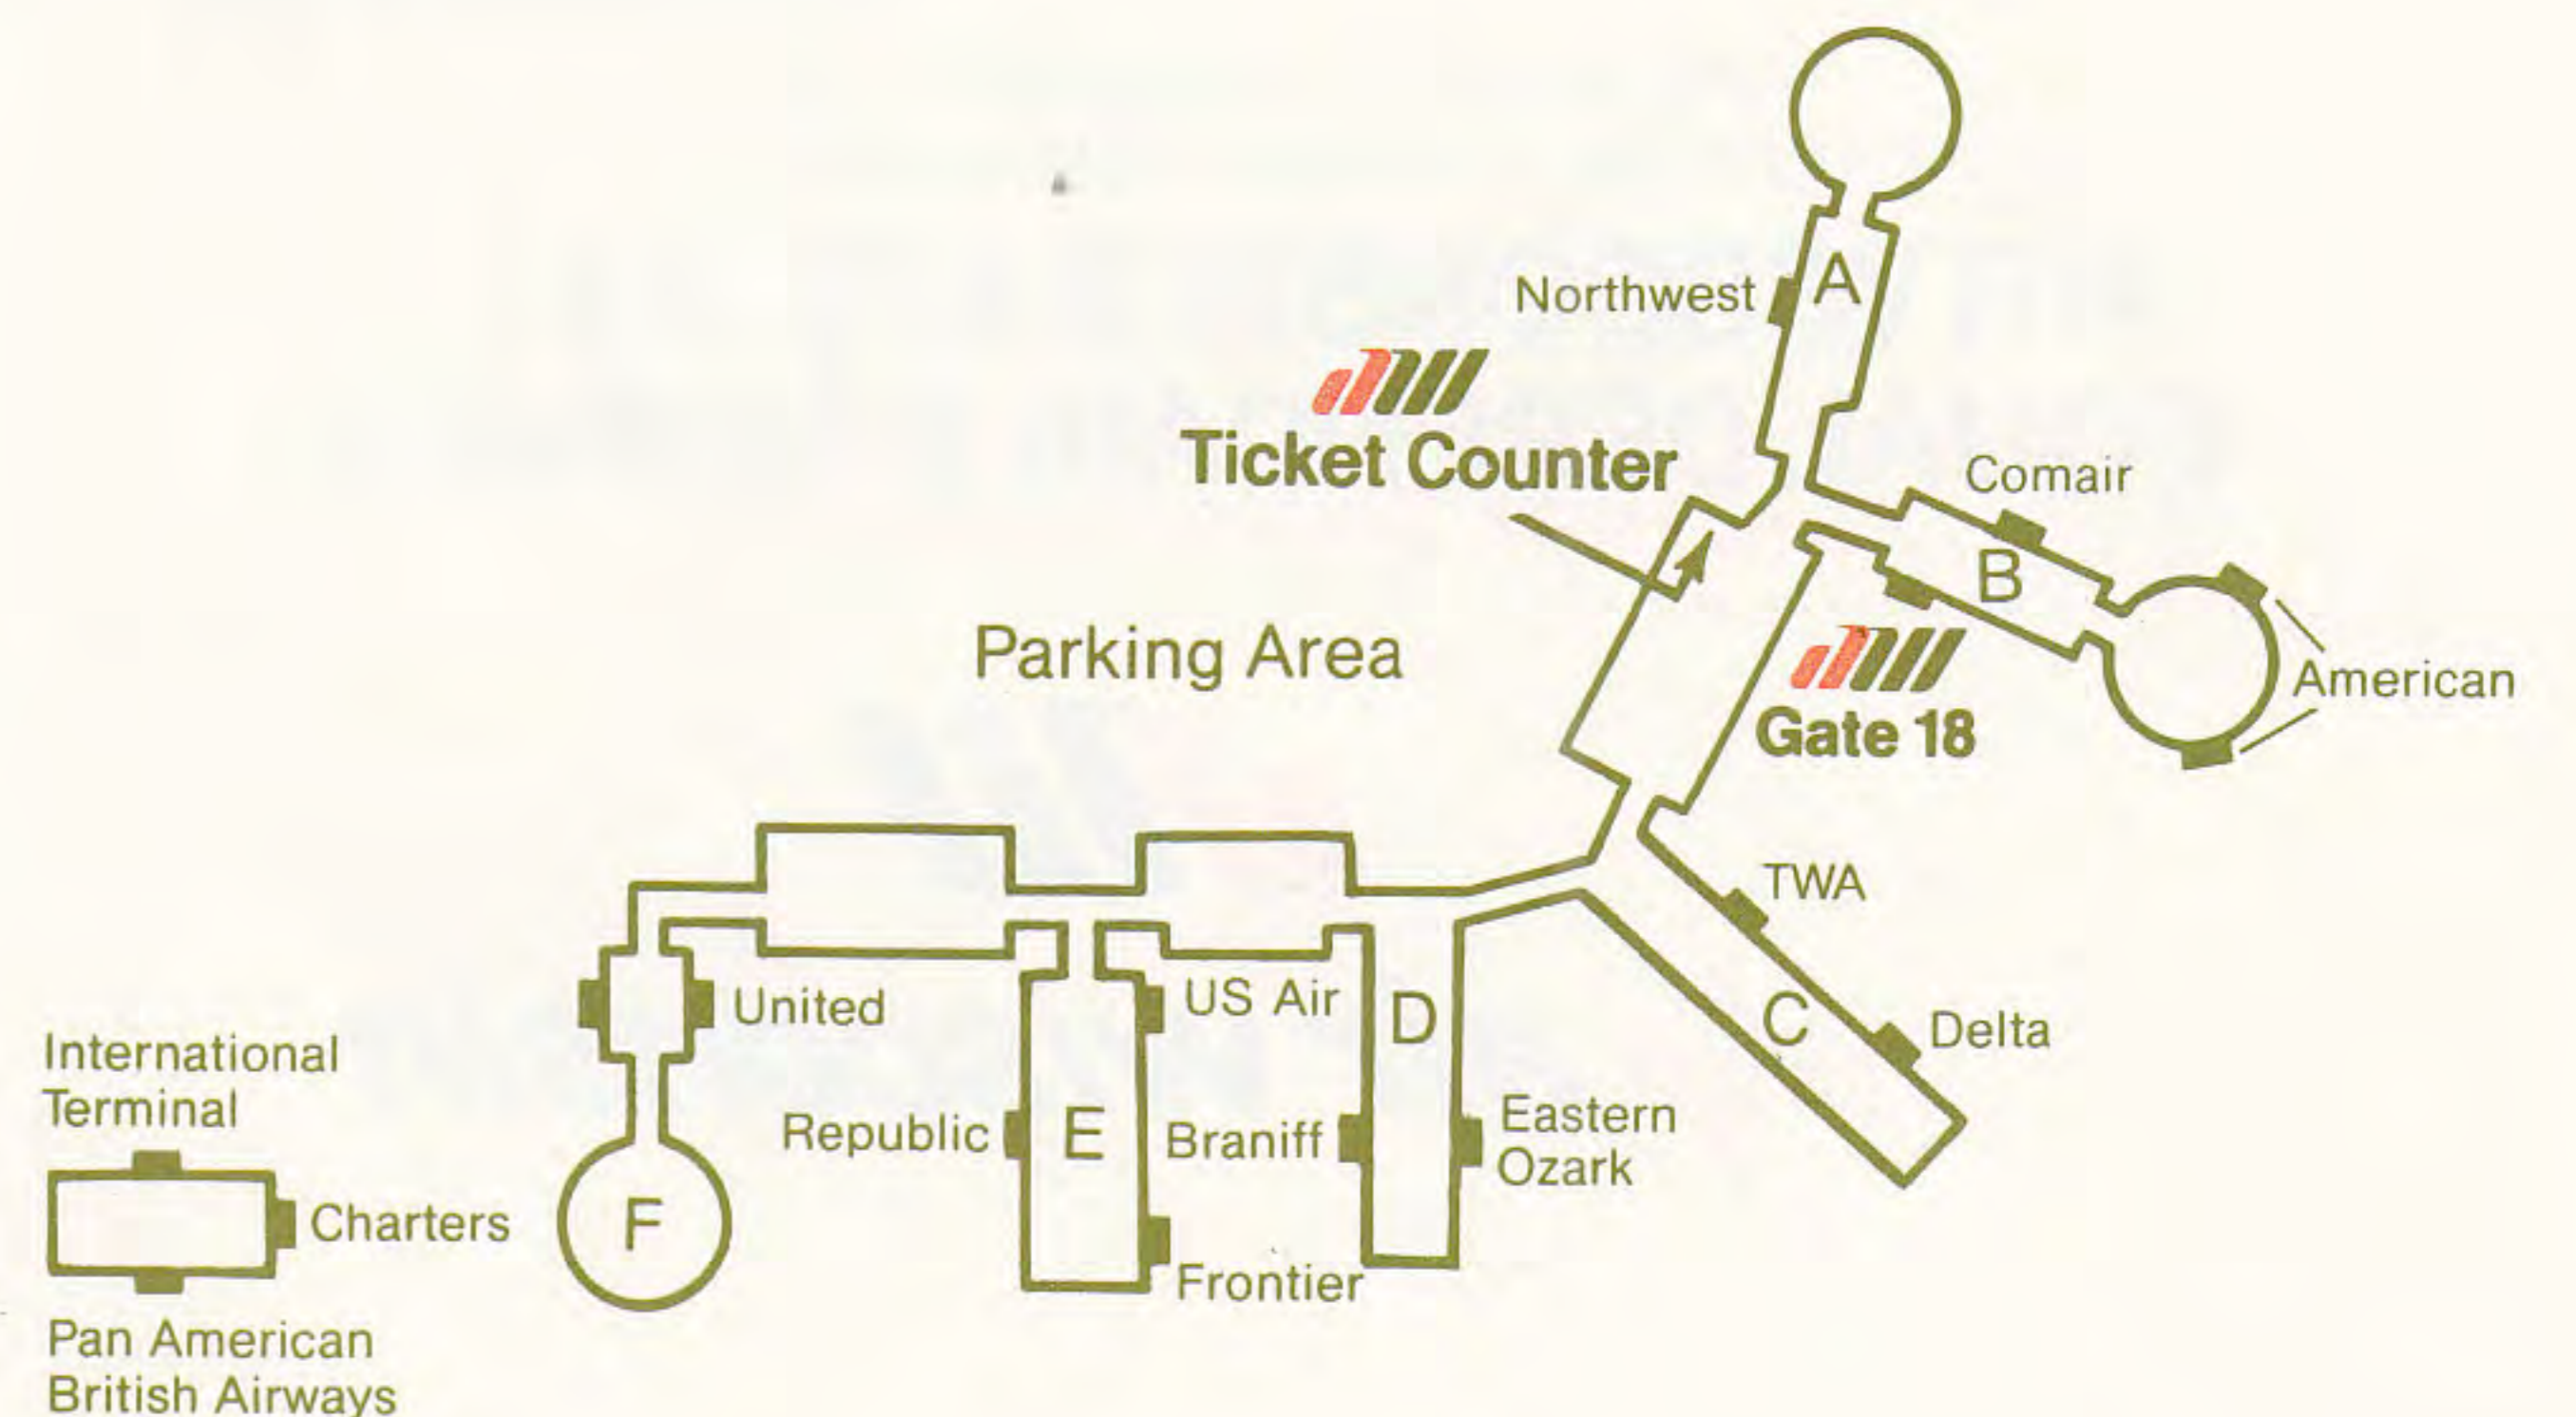 A
Northwest
Ticket Counter
Comair
B
Parking Area
American
Gate 18
TWA
United
US Air
D
C
Delta
International
Terminal
Republic
E
Braniff
Eastern
Ozark
Charters
F
Frontier
Pan American
British Airways